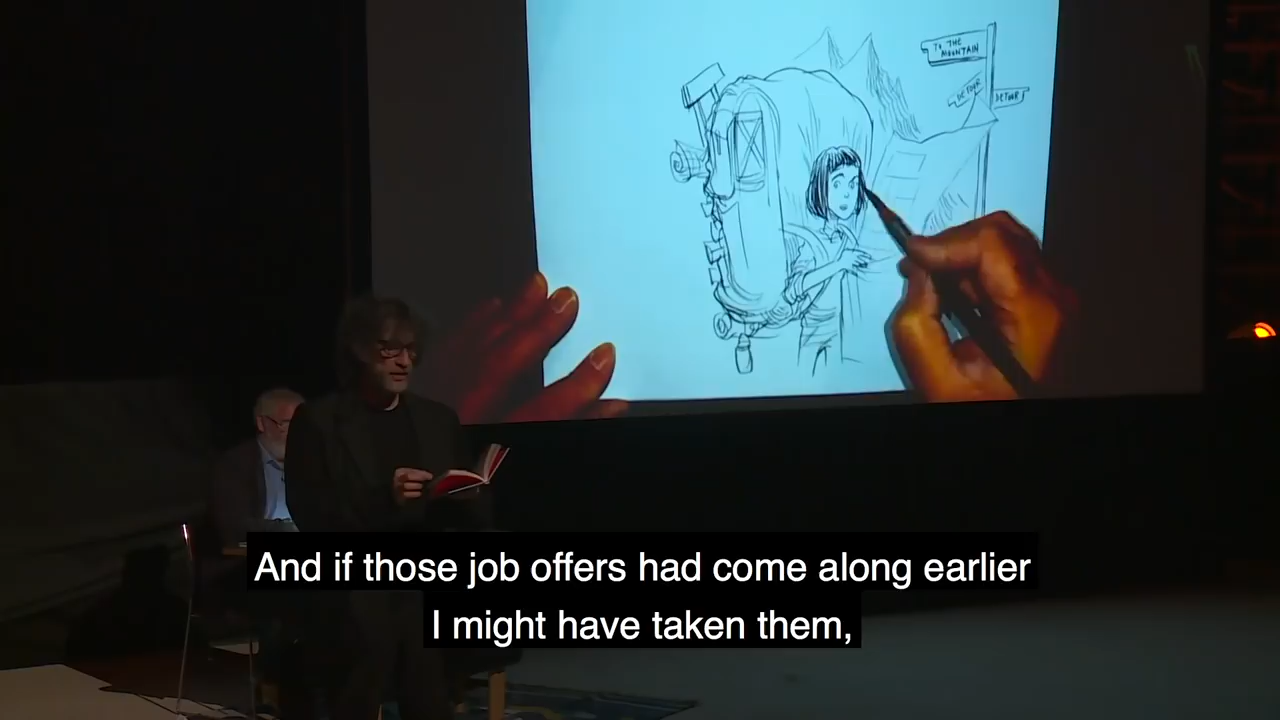 TO THE
MOUNTAIN
DETOUR
DETOUR
And if those job offers had come along earlier
I might have taken them,